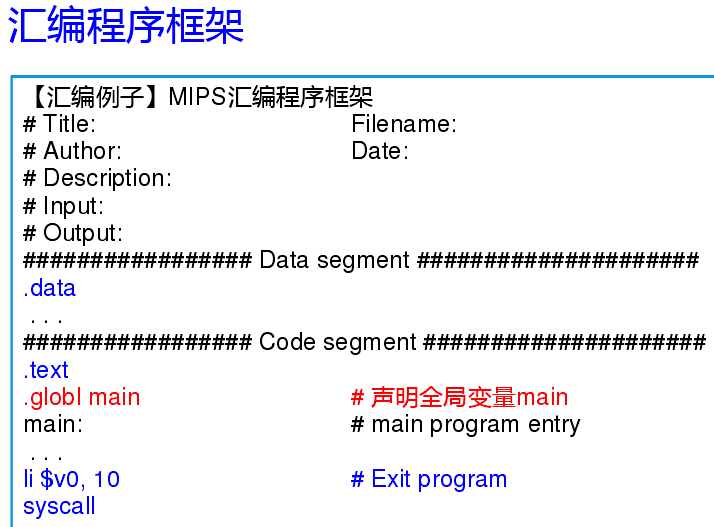 汇编程序框架
【汇编例子】MIPS汇编程序框架
# Title: Filename:
# Author: Date:
# Description:
# Input:
# Output:
################# Data segment #####################
.data
. . .
################# Code segment #####################
.text
.globl main # 声明全局变量main
main: # main program entry
. . .
li $v0, 10 # Exit program
syscall